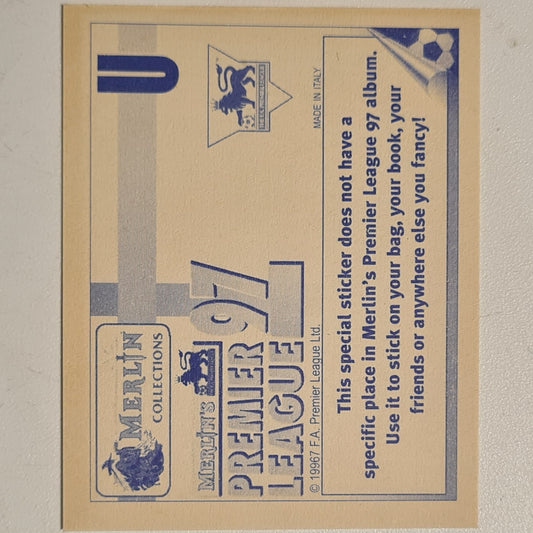 MERLIN
COLLECTIONS
U
MERLIN'S
PREMIER
LEAGUE
97
© 19967 F.A. Premier League Ltd.
MADE IN ITALY
This special sticker does not have a
specific place in Merlin's Premier League 97 album.
Use it to stick on your bag, your book, your
friends or anywhere else you fancy!